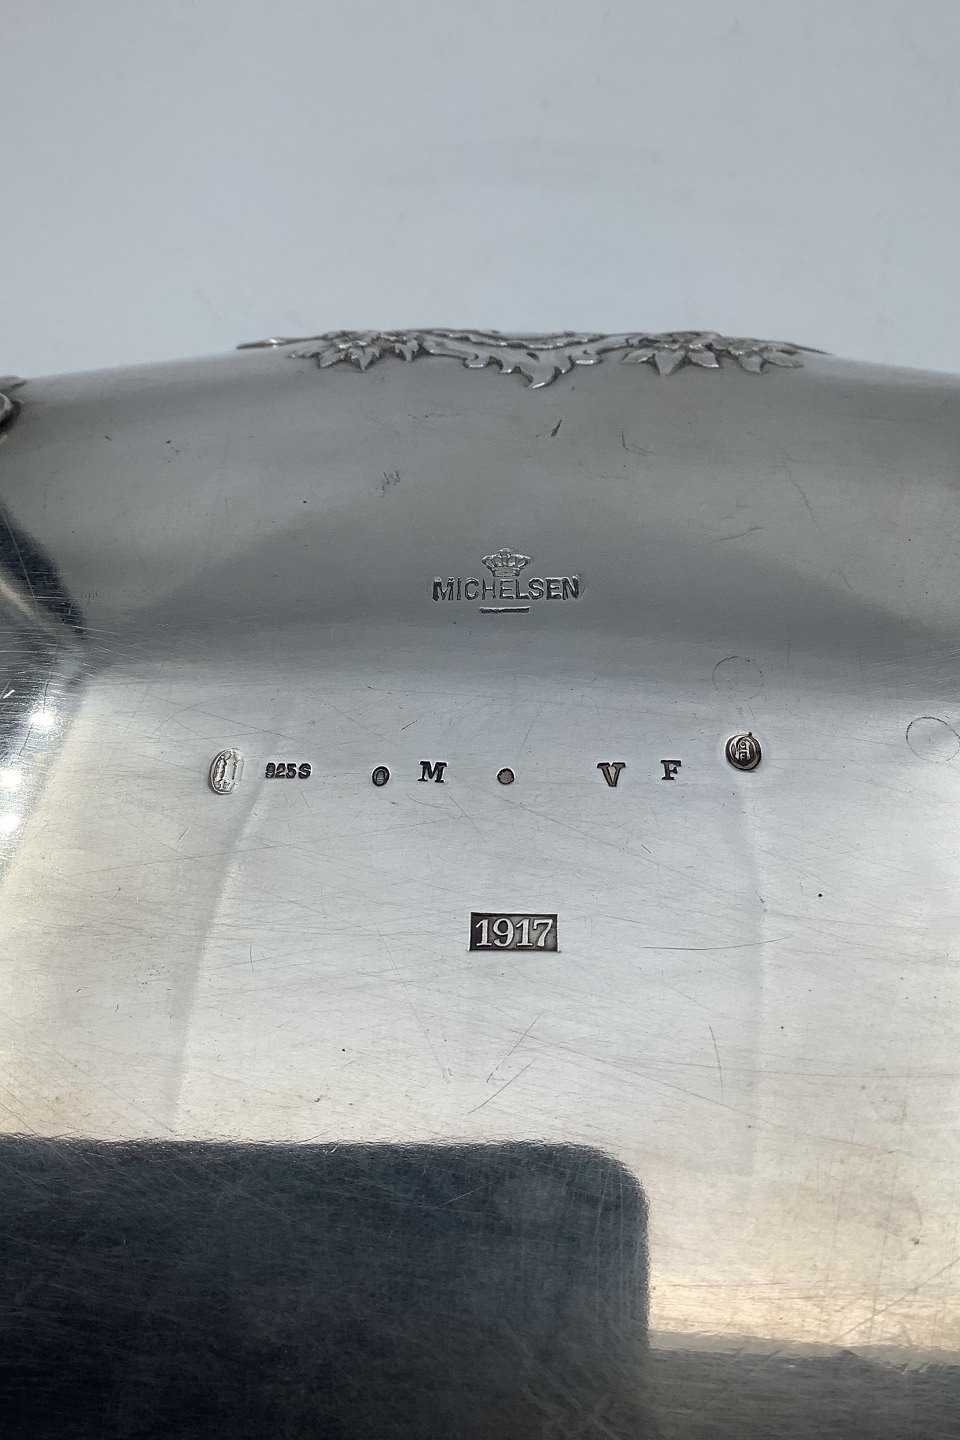 MICHELSEN
925S M V F
1917